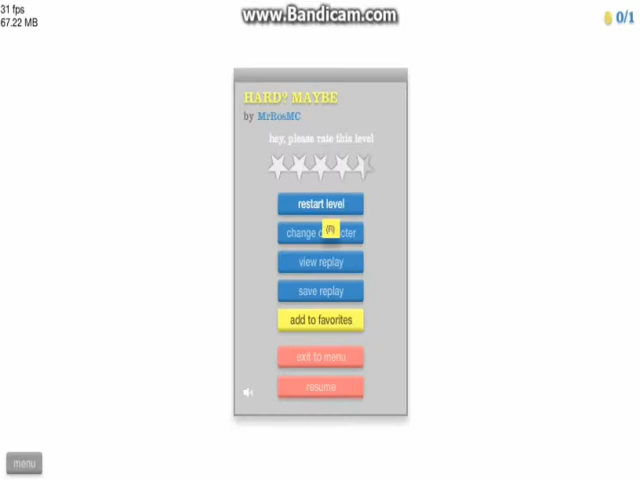 31 fps
67.22 MB
www.Bandicam.com
0/1
HARD? MAYBE
by MrRosMC
hey, please rate this level
restart level
(R)
view replay
save replay
add to favorites
exit to menu
resume
menu